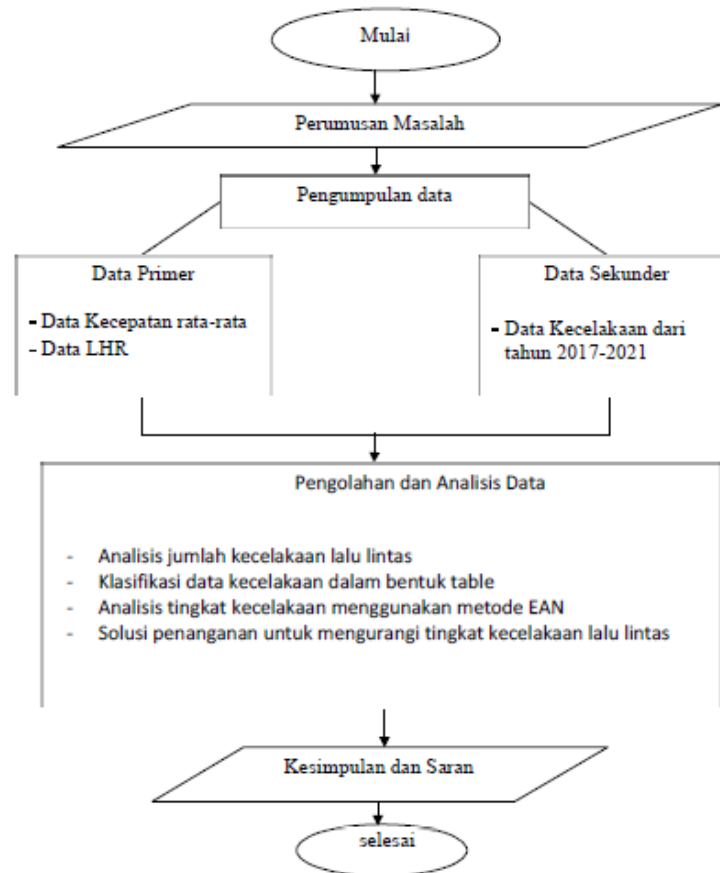 Mulai
Perumusan Masalah
Pengumpulan data
Data Primer
- Data Kecepatan rata-rata
- Data LHR
Data Sekunder
- Data Kecelakaan dari
tahun 2017-2021
Pengolahan dan Analisis Data
- Analisis jumlah kecelakaan lalu lintas
- Klasifikasi data kecelakaan dalam bentuk table
- Analisis tingkat kecelakaan menggunakan metode EAN
- Solusi penanganan untuk mengurangi tingkat kecelakaan lalu lintas
Kesimpulan dan Saran
selesai